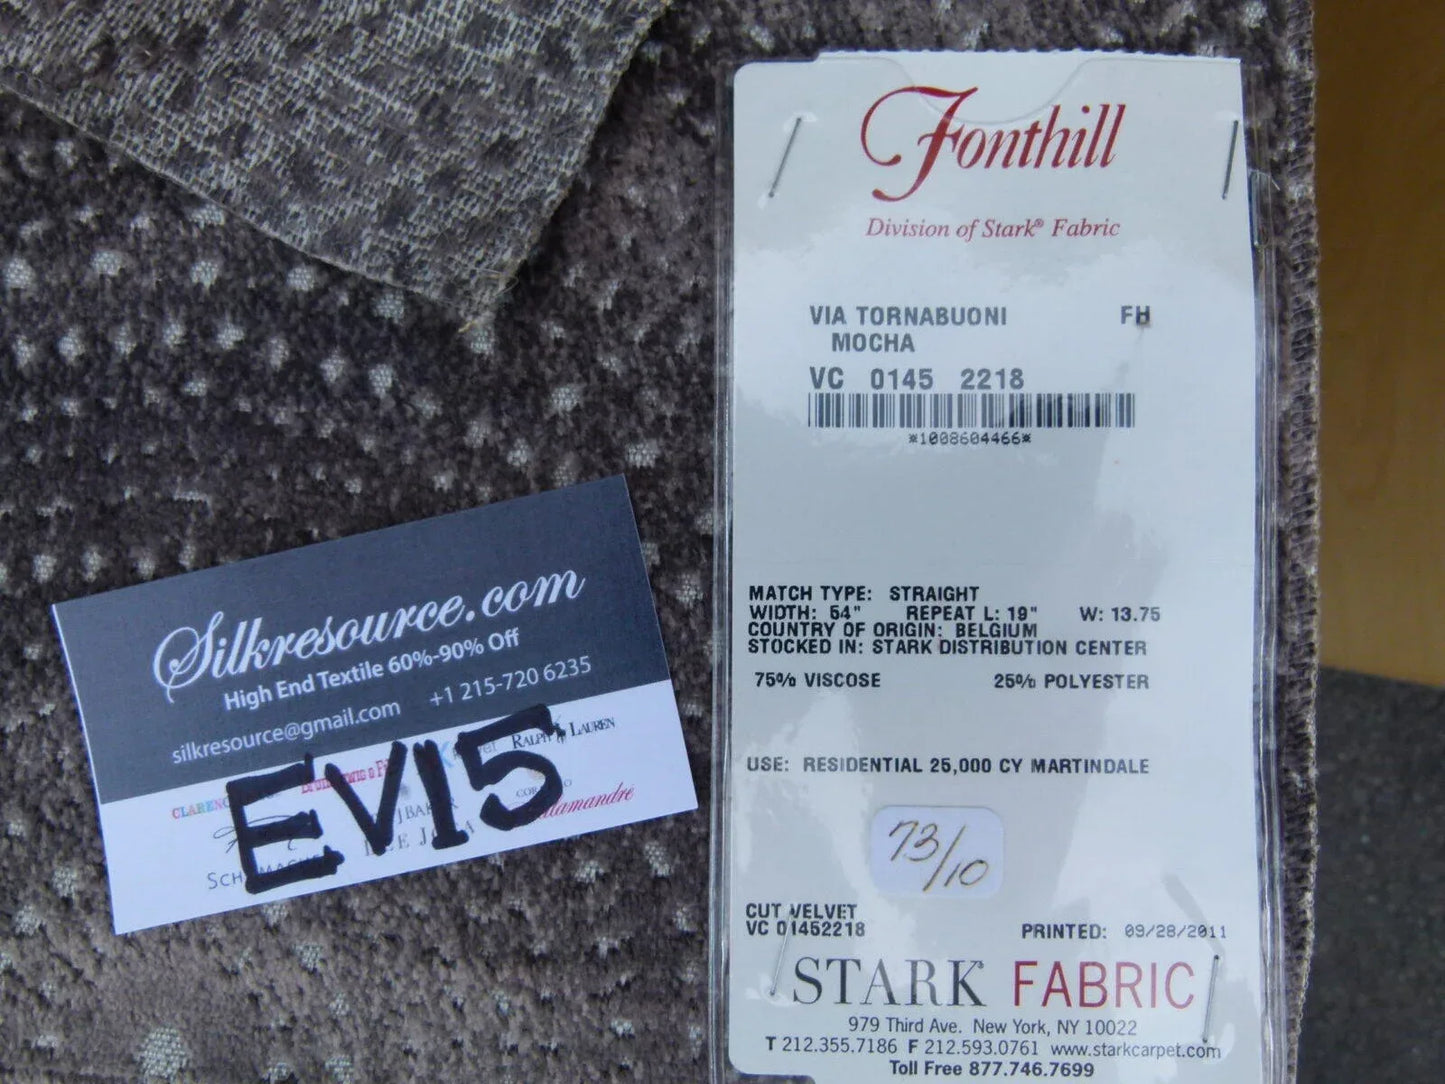 Fonthill
Division of Stark® Fabric
VIA TORNABUONI FH
MOCHA
VC 0145 2218
*1008604466*
MATCH TYPE: STRAIGHT
WIDTH: 54" REPEAT L: 19" W: 13.75
COUNTRY OF ORIGIN: BELGIUM
STOCKED IN: STARK DISTRIBUTION CENTER
75% VISCOSE 25% POLYESTER
USE: RESIDENTIAL 25,000 CY MARTINDALE
73/10
CUT VELVET
VC 01452218 PRINTED: 09/28/2011
STARK FABRIC
979 Third Ave. New York, NY 10022
T 212.355.7186 F 212.593.0761 www.starkcarpet.com
Toll Free 877.746.7699
Silkresource.com
High End Textile 60%-90% Off
silkresource@gmail.com +1 215-720 6235
RALPH LAUREN
EV15